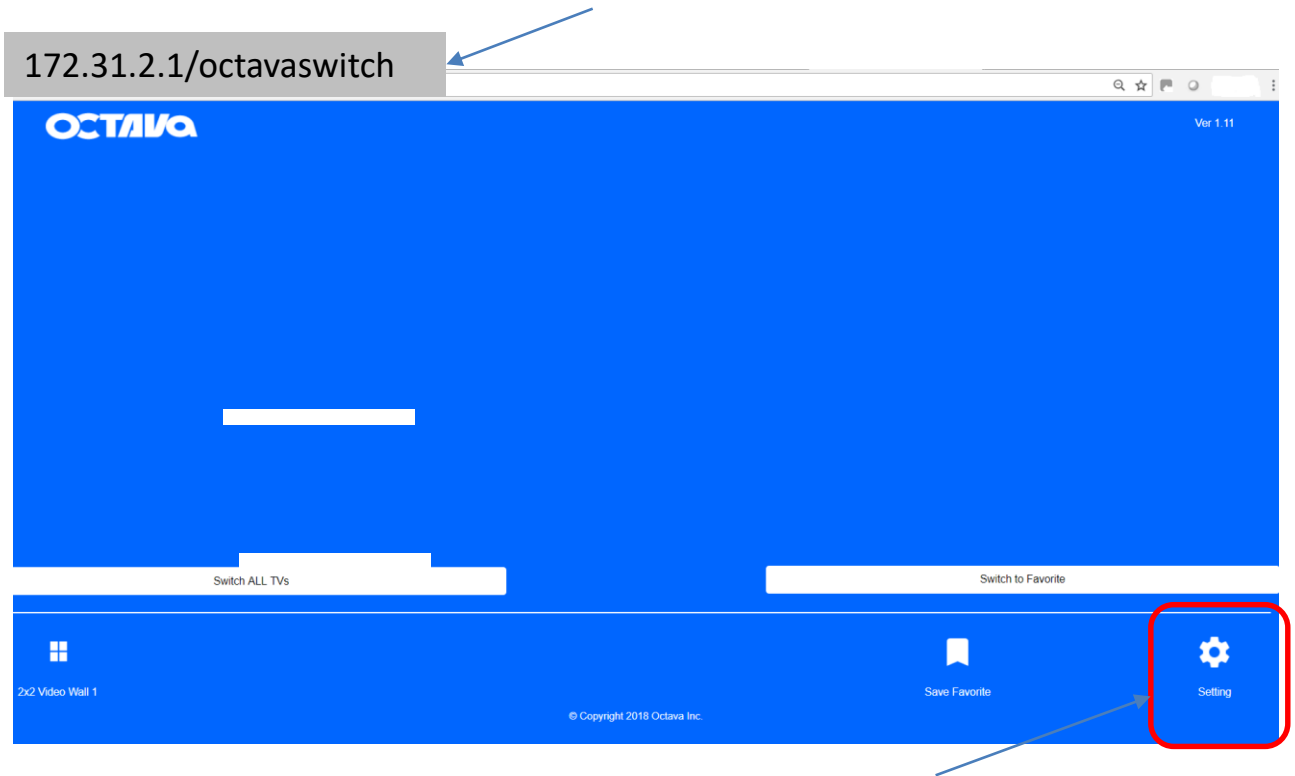 172.31.2.1/octavaswitch
OCTAVA
Ver 1.11
Switch ALL TVs
Switch to Favorite
2x2 Video Wall 1
Save Favorite
Setting
© Copyright 2018 Octava Inc.